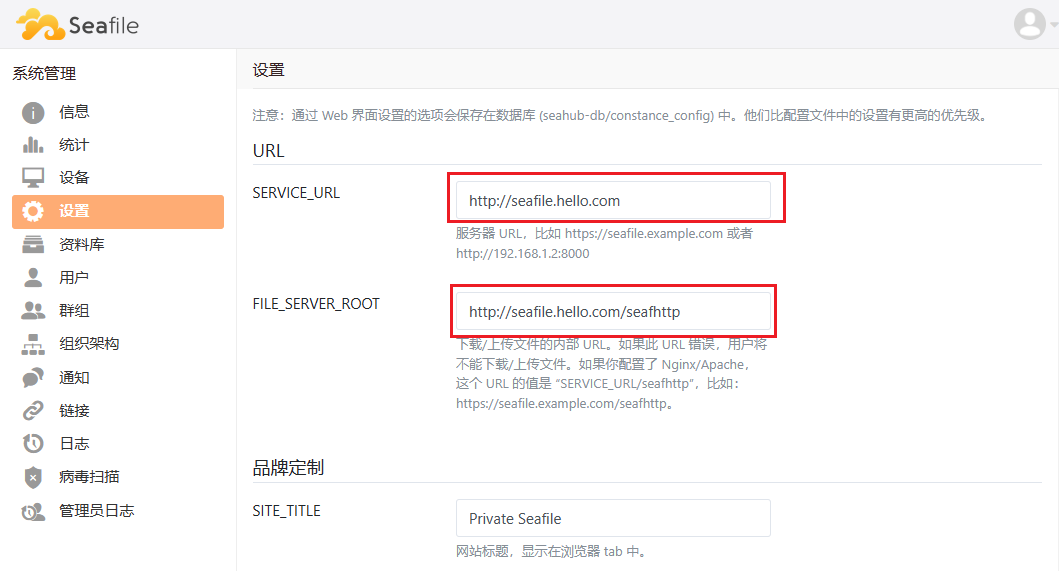 Seafile
系统管理
信息
统计
设备
设置
资料库
用户
群组
组织架构
通知
链接
日志
病毒扫描
管理员日志
设置
注意：通过 Web 界面设置的选项会保存在数据库 (seahub-db/constance_config) 中。他们比配置文件中的设置有更高的优先级。
URL
SERVICE_URL
http://seafile.hello.com
服务器 URL，比如 https://seafile.example.com 或者
http://192.168.1.2:8000
FILE_SERVER_ROOT
http://seafile.hello.com/seafhttp
下载/上传文件的内部 URL。如果此 URL 错误，用户将
不能下载/上传文件。如果你配置了 Nginx/Apache，
这个 URL 的值是 “SERVICE_URL/seafhttp”，比如：
https://seafile.example.com/seafhttp。
品牌定制
SITE_TITLE
Private Seafile
网站标题，显示在浏览器 tab 中。